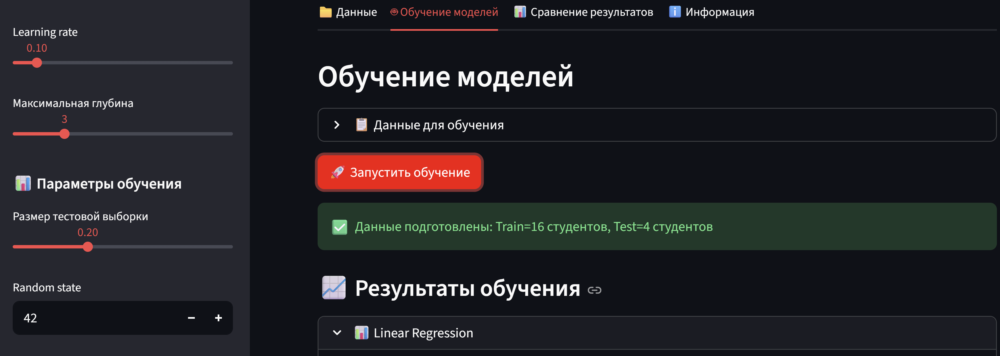 Learning rate
0.10
Максимальная глубина
3
Параметры обучения
Размер тестовой выборки
0.20
Random state
42
Данные Обучение моделей Сравнение результатов Информация
Обучение моделей
Данные для обучения
Запустить обучение
Данные подготовлены: Train=16 студентов, Test=4 студентов
Результаты обучения
Linear Regression